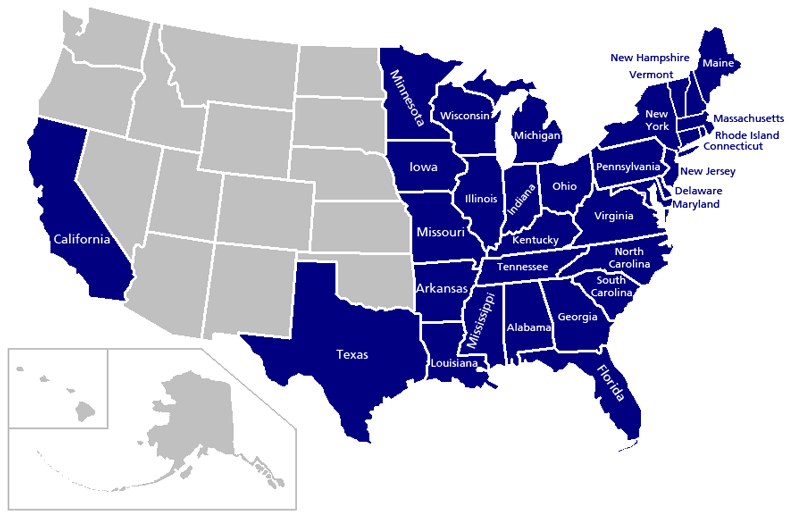 New Hampshire
Vermont
Maine
Minnesota
Wisconsin
Michigan
New
York
Massachusetts
Rhode Island
Connecticut
Iowa
Illinois
Indiana
Ohio
Pennsylvania
New Jersey
Delaware
Maryland
California
Missouri
Kentucky
Virginia
Arkansas
Tennessee
North
Carolina
South
Carolina
Mississippi
Alabama
Georgia
Texas
Louisiana
Florida